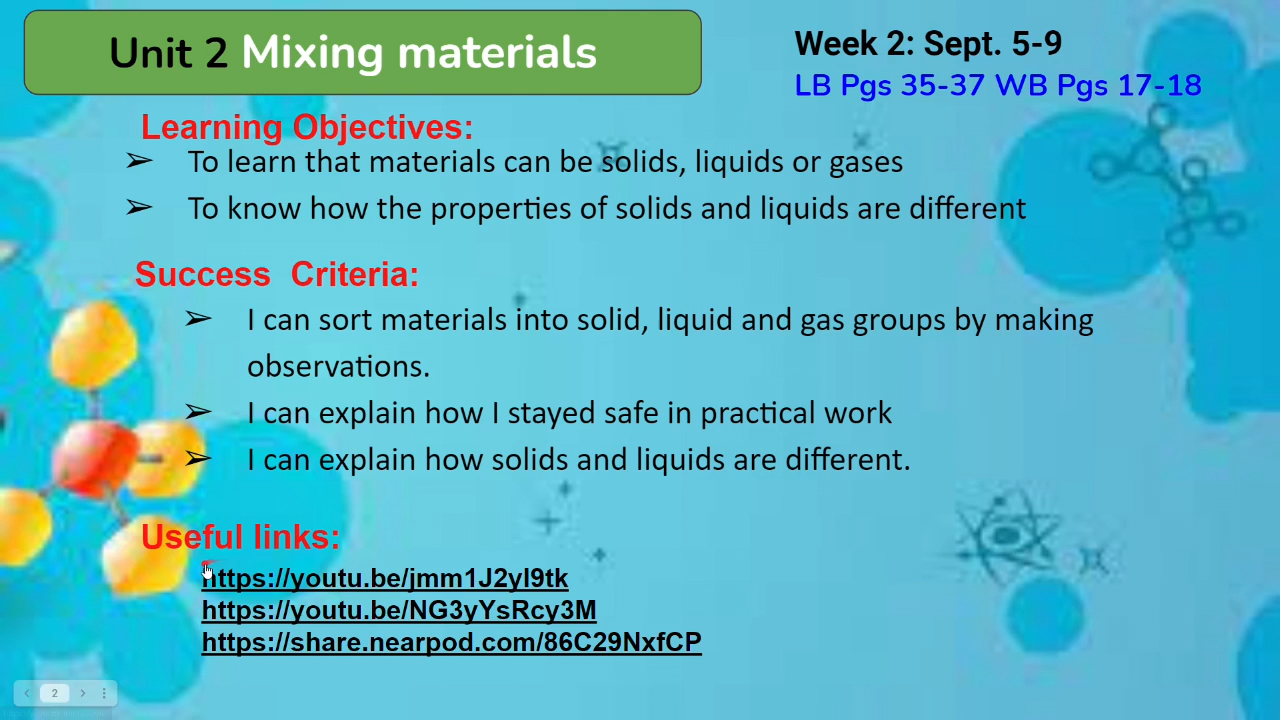 Unit 2 Mixing materials
Week 2: Sept. 5-9
LB Pgs 35-37 WB Pgs 17-18
Learning Objectives:
➢ To learn that materials can be solids, liquids or gases
➢ To know how the properties of solids and liquids are different
Success Criteria:
➢ I can sort materials into solid, liquid and gas groups by making
observations.
➢ I can explain how I stayed safe in practical work
➢ I can explain how solids and liquids are different.
Useful links:
https://youtu.be/jmm1J2yI9tk
https://youtu.be/NG3yYsRcy3M
https://share.nearpod.com/86C29NxfCP
2